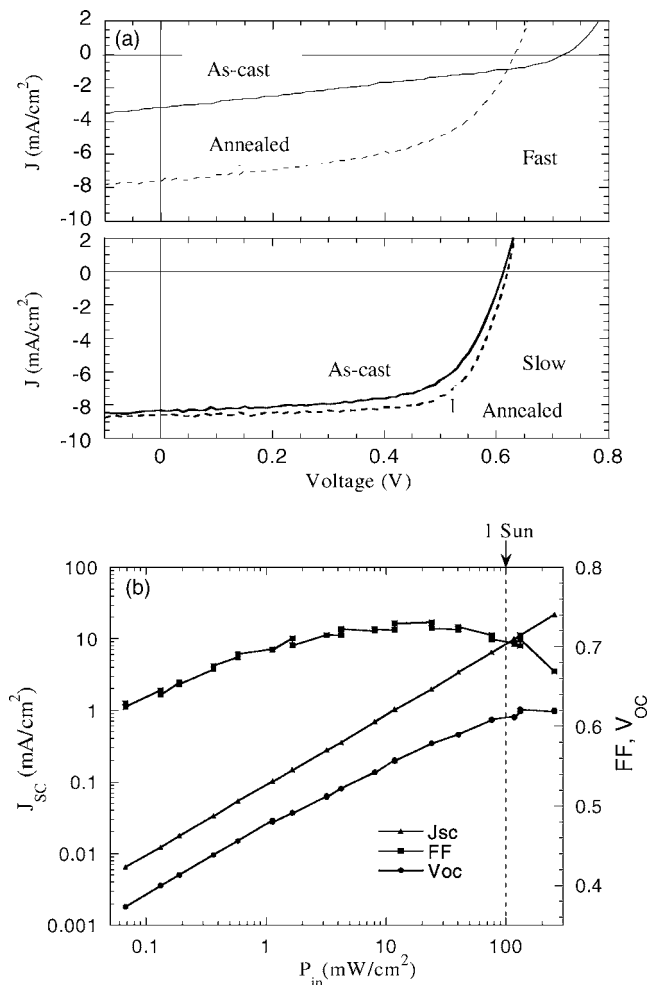 (a)
2
0
-2
-4
-6
-8
-10
J (mA/cm²)
As-cast
Annealed
Fast
2
0
-2
-4
-6
-8
-10
J (mA/cm²)
As-cast
Slow
Annealed
0 0.2 0.4 0.6 0.8
Voltage (V)
1 Sun
(b)
100
10
1
0.1
0.01
0.001
J_SC (mA/cm²)
0.8
0.7
0.6
0.5
0.4
FF, V_OC
Jsc
FF
Voc
0.1 1 10 100
P_in(mW/cm²)